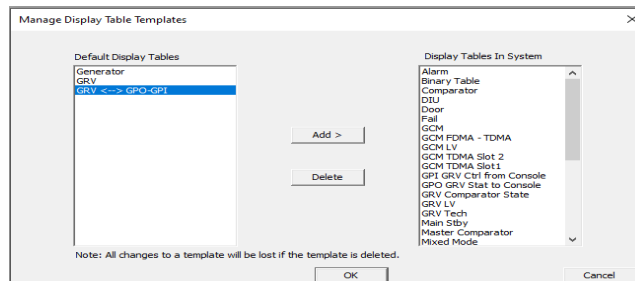 Manage Display Table Templates
Default Display Tables
Generator
GRV
GRV <--> GPO-GPI
Add >
Delete
Display Tables In System
Alarm
Binary Table
Comparator
DIU
Door
Fail
GCM
GCM FDMA - TDMA
GCM LV
GCM TDMA Slot 2
GCM TDMA Slot1
GPI GRV Ctrl from Console
GPO GRV Stat to Console
GRV Comparator State
GRV LV
GRV Tech
Main Stby
Master Comparator
Mixed Mode
Note: All changes to a template will be lost if the template is deleted.
OK
Cancel